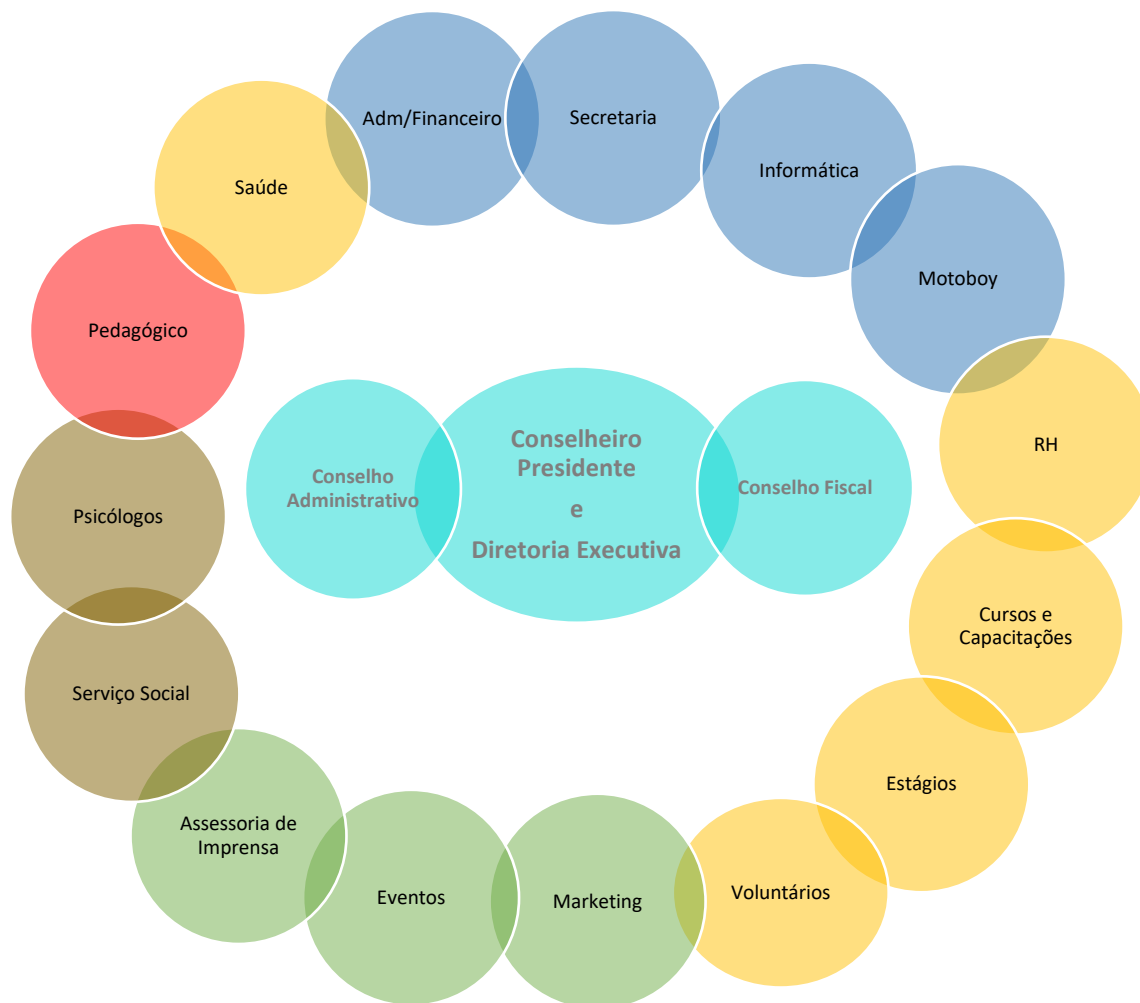 Adm/Financeiro
Secretaria
Informática
Motoboy
RH
Cursos e
Capacitações
Estágios
Voluntários
Marketing
Eventos
Assessoria de
Imprensa
Serviço Social
Psicólogos
Pedagógico
Saúde
Conselho
Administrativo
Conselheiro
Presidente
e
Diretoria Executiva
Conselho Fiscal